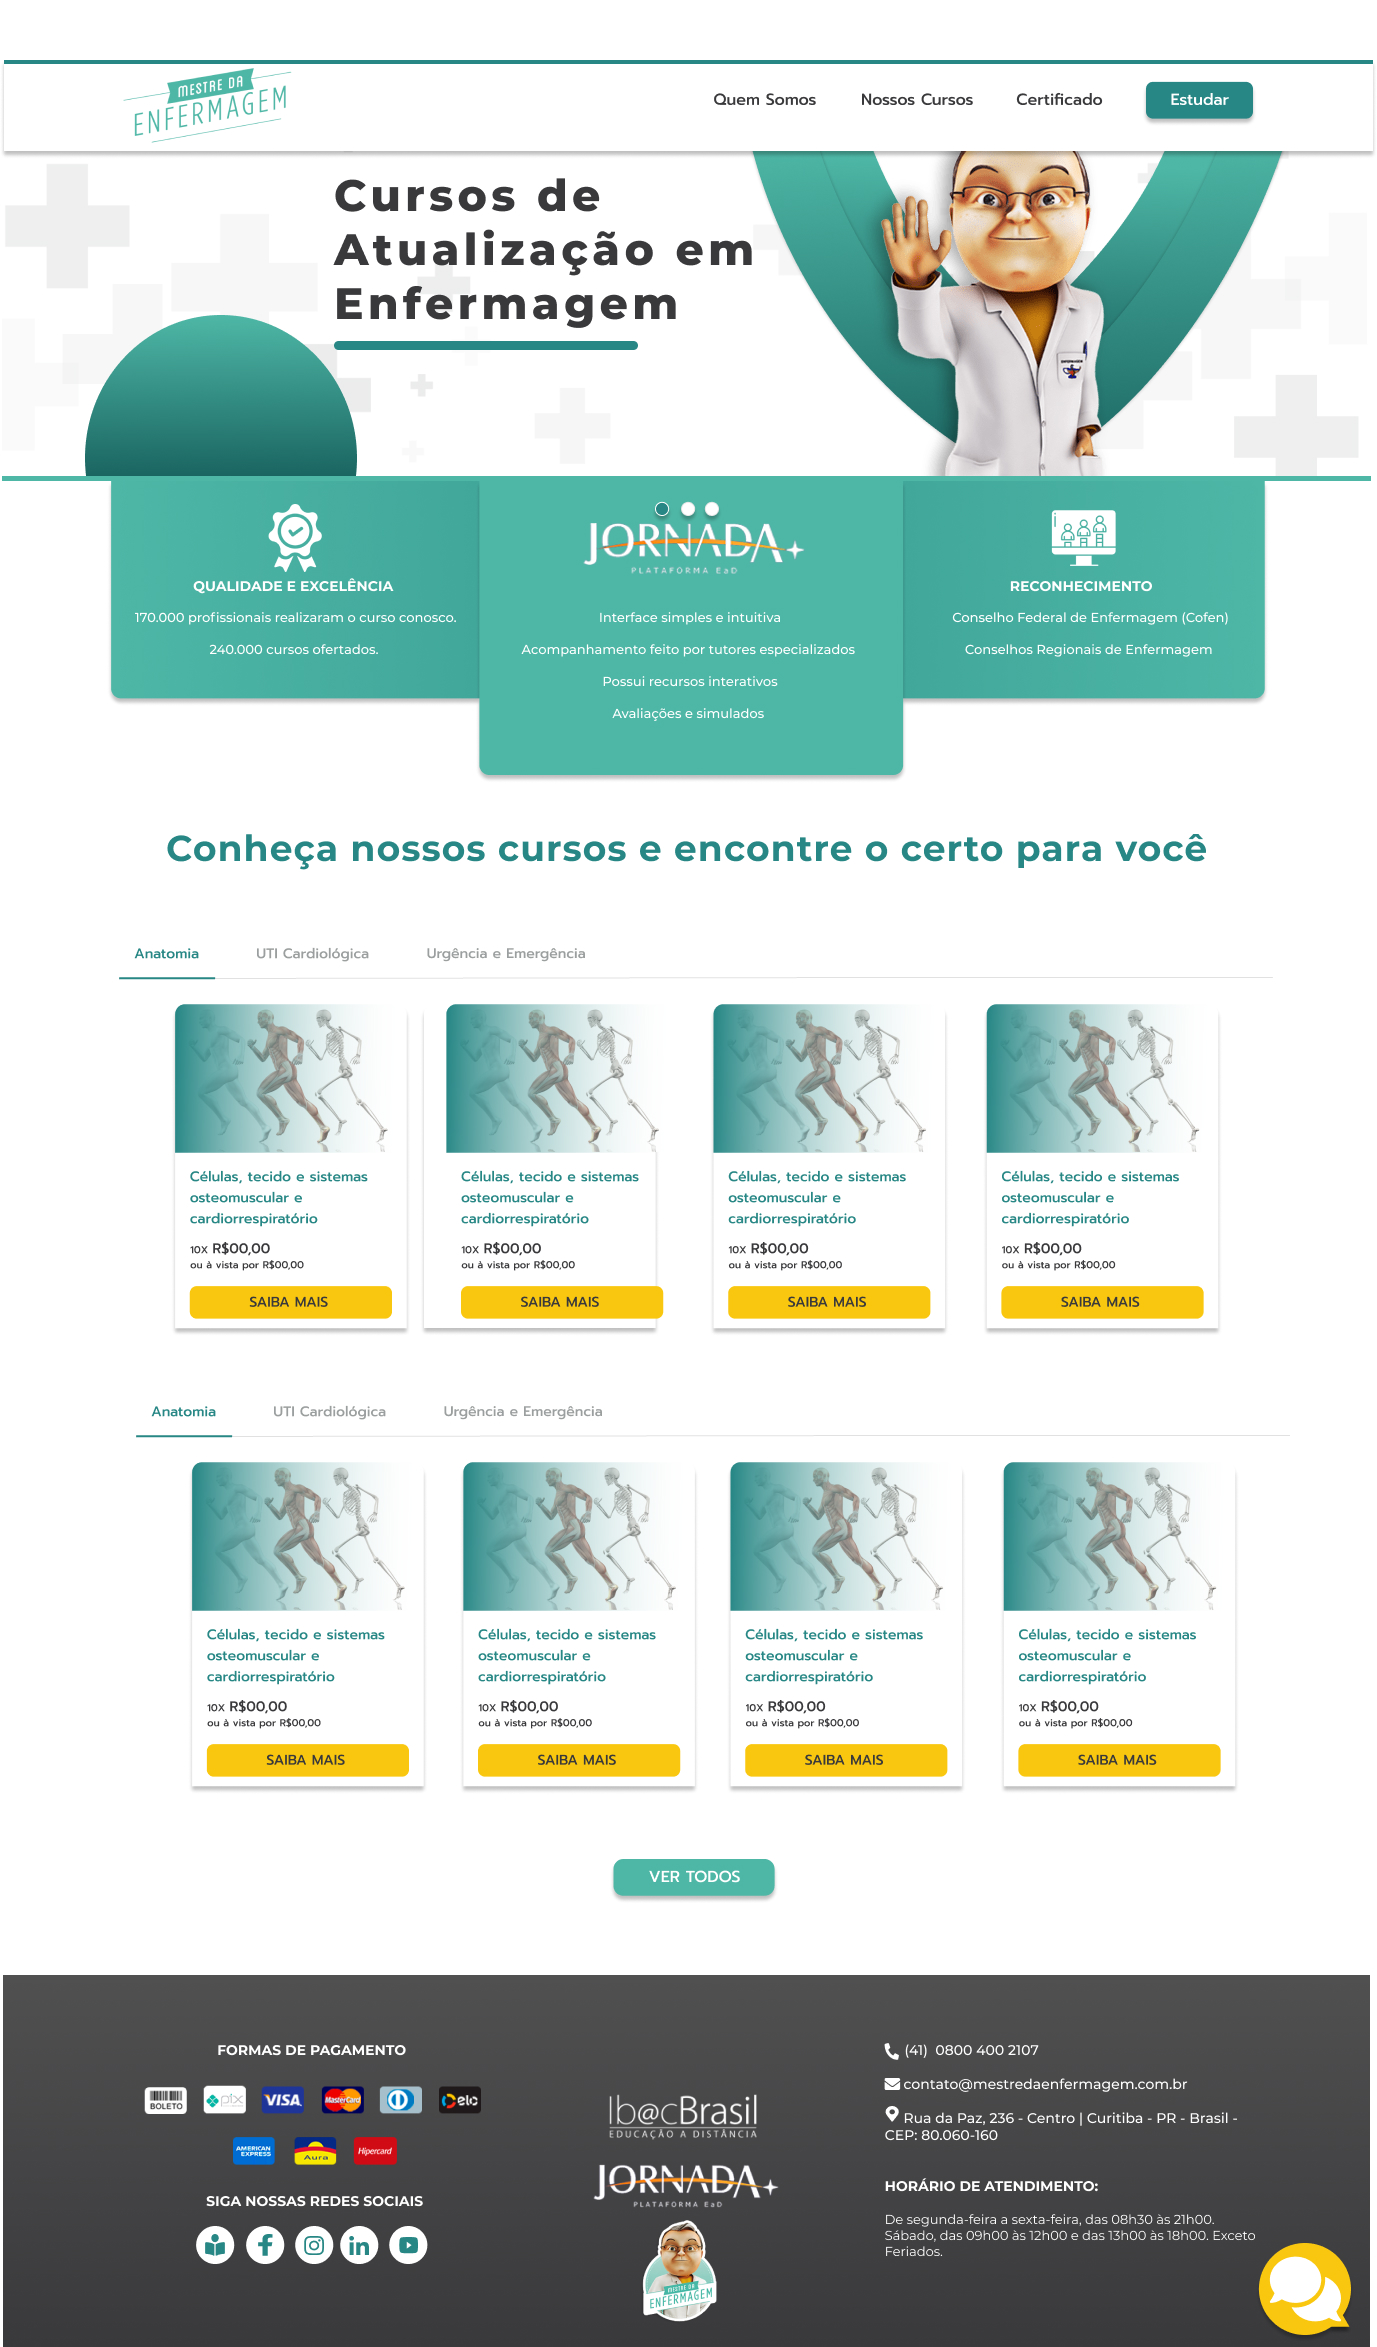 MESTRE DA
ENFERMAGEM
Quem Somos
Nossos Cursos
Certificado
Estudar
Cursos de
Atualização em
Enfermagem
JORNADA
PLATAFORMA EaD
QUALIDADE E EXCELÊNCIA
170.000 profissionais realizaram o curso conosco.
240.000 cursos ofertados.
Interface simples e intuitiva
Acompanhamento feito por tutores especializados
Possui recursos interativos
Avaliações e simulados
RECONHECIMENTO
Conselho Federal de Enfermagem (Cofen)
Conselhos Regionais de Enfermagem
Conheça nossos cursos e encontre o certo para você
Anatomia
UTI Cardiológica
Urgência e Emergência
Células, tecido e sistemas
osteomuscular e
cardiorrespiratório
10X R$00,00
ou à vista por R$00,00
SAIBA MAIS
Células, tecido e sistemas
osteomuscular e
cardiorrespiratório
10X R$00,00
ou à vista por R$00,00
SAIBA MAIS
Células, tecido e sistemas
osteomuscular e
cardiorrespiratório
10X R$00,00
ou à vista por R$00,00
SAIBA MAIS
Células, tecido e sistemas
osteomuscular e
cardiorrespiratório
10X R$00,00
ou à vista por R$00,00
SAIBA MAIS
Anatomia
UTI Cardiológica
Urgência e Emergência
Células, tecido e sistemas
osteomuscular e
cardiorrespiratório
10X R$00,00
ou à vista por R$00,00
SAIBA MAIS
Células, tecido e sistemas
osteomuscular e
cardiorrespiratório
10X R$00,00
ou à vista por R$00,00
SAIBA MAIS
Células, tecido e sistemas
osteomuscular e
cardiorrespiratório
10X R$00,00
ou à vista por R$00,00
SAIBA MAIS
Células, tecido e sistemas
osteomuscular e
cardiorrespiratório
10X R$00,00
ou à vista por R$00,00
SAIBA MAIS
VER TODOS
FORMAS DE PAGAMENTO
BOLETO
pix
VISA
MasterCard
elo
AMERICAN
EXPRESS
Aura
Hipercard
SIGA NOSSAS REDES SOCIAIS
Ib@cBrasil
EDUCAÇÃO A DISTÂNCIA
JORNADA
PLATAFORMA EaD
MESTRE DA
ENFERMAGEM
(41) 0800 400 2107
contato@mestredaenfermagem.com.br
Rua da Paz, 236 - Centro | Curitiba - PR - Brasil -
CEP: 80.060-160
HORÁRIO DE ATENDIMENTO:
De segunda-feira a sexta-feira, das 08h30 às 21h00.
Sábado, das 09h00 às 12h00 e das 13h00 às 18h00. Exceto
Feriados.